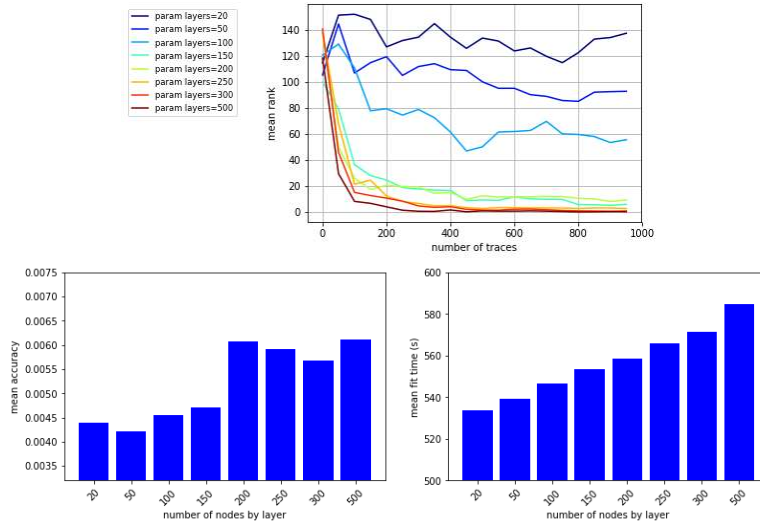 param layers=20
param layers=50
param layers=100
param layers=150
param layers=200
param layers=250
param layers=300
param layers=500
mean rank
140
120
100
80
60
40
20
0
0 200 400 600 800 1000
number of traces
mean accuracy
0.0075
0.0070
0.0065
0.0060
0.0055
0.0050
0.0045
0.0040
0.0035
20 50 100 150 200 250 300 500
number of nodes by layer
mean fit time (s)
600
580
560
540
520
500
20 50 100 150 200 250 300 500
number of nodes by layer